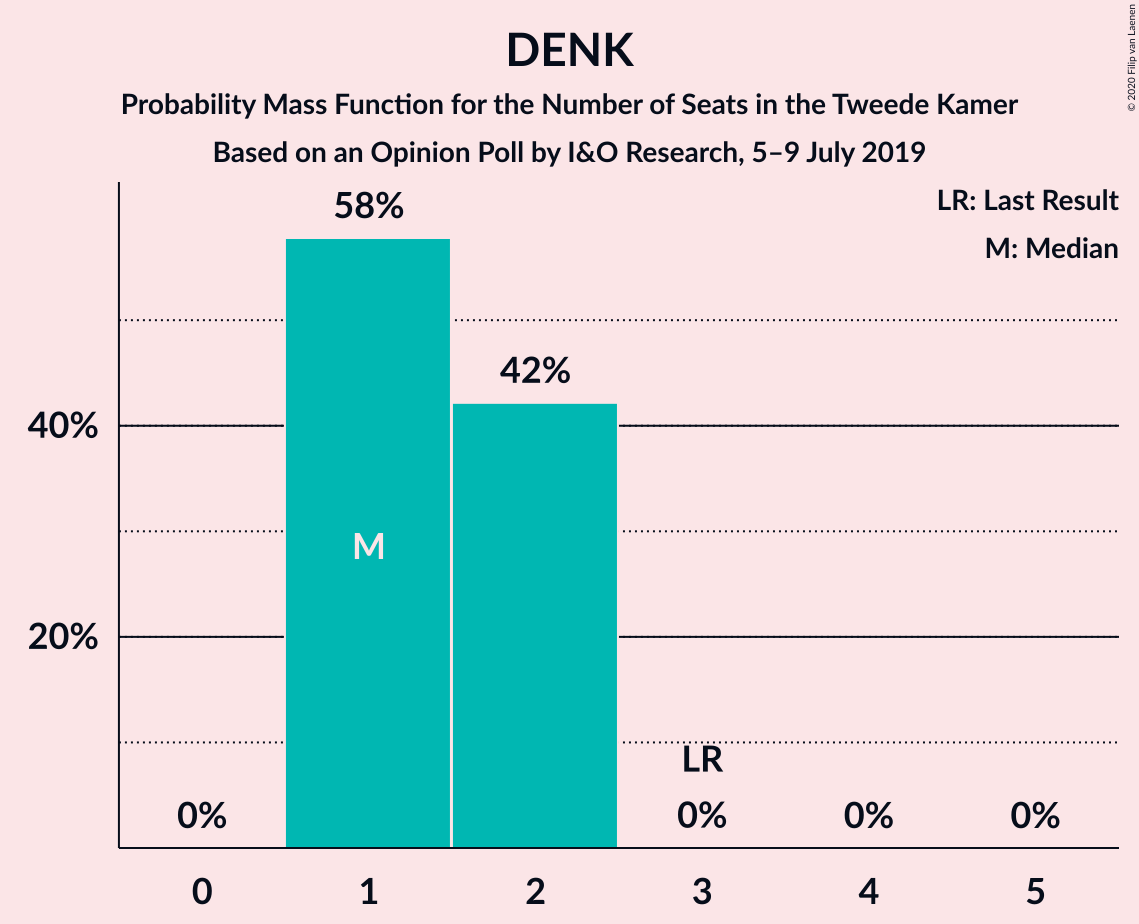 DENK
Probability Mass Function for the Number of Seats in the Tweede Kamer
Based on an Opinion Poll by I&O Research, 5–9 July 2019
© 2020 Filip van Laenen
LR: Last Result
M: Median
58%
42%
40%
M
20%
LR
0%
0%
0%
0%
0
1
2
3
4
5